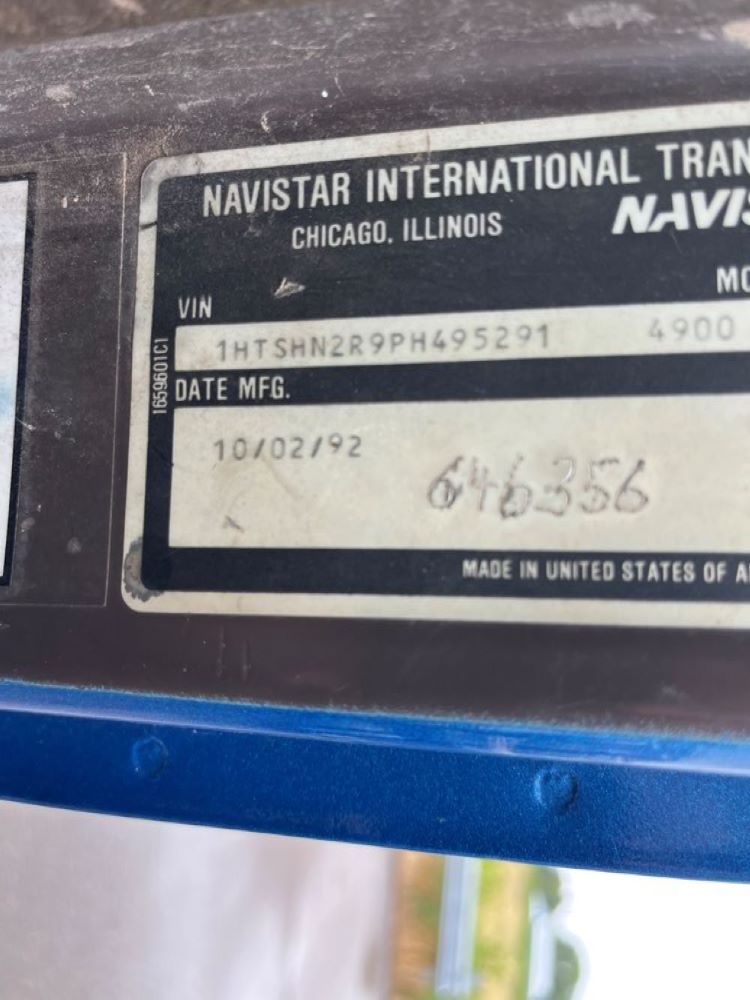 NAVISTAR INTERNATIONAL TRAN
CHICAGO, ILLINOIS
NAVIS
VIN
MO
1HTSHN2R9PH495291 4900
1659601C1
DATE MFG.
10/02/92
646356
MADE IN UNITED STATES OF A